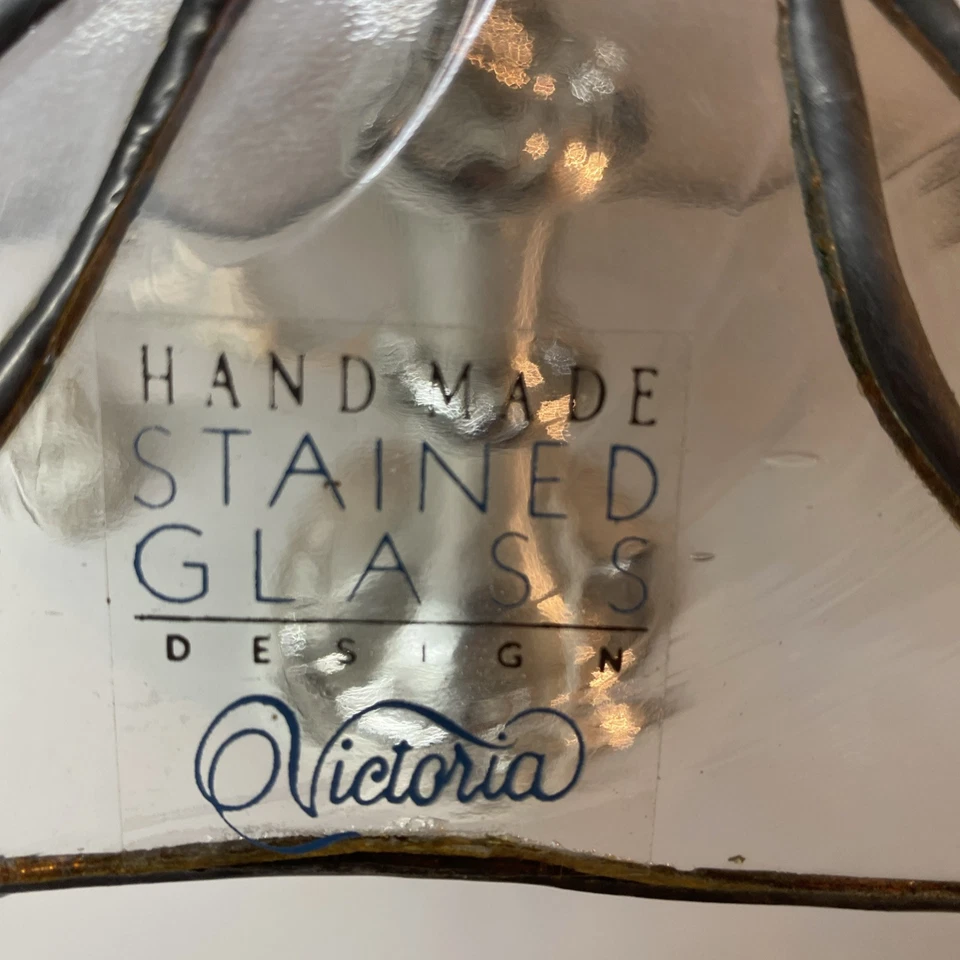 HAND MADE
STAINED
GLASS
DESIGN
Victoria